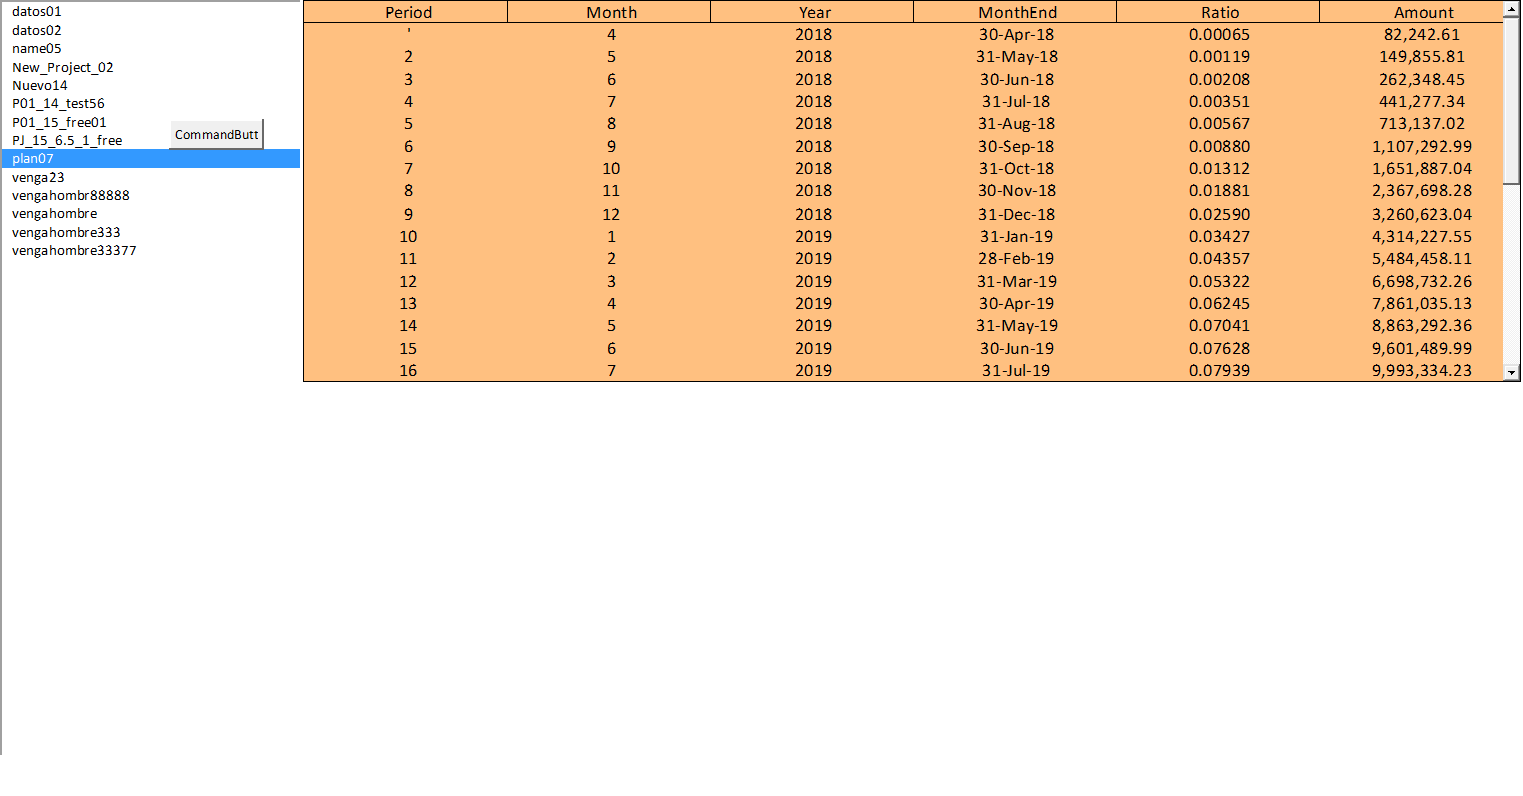 datos01
datos02
name05
New_Project_02
Nuevo14
P01_14_test56
P01_15_free01
PJ_15_6.5_1_free
plan07
venga23
vengahombr88888
vengahombre
vengahombre333
vengahombre33377
CommandButt
Period Month Year MonthEnd Ratio Amount
' 4 2018 30-Apr-18 0.00065 82,242.61
2 5 2018 31-May-18 0.00119 149,855.81
3 6 2018 30-Jun-18 0.00208 262,348.45
4 7 2018 31-Jul-18 0.00351 441,277.34
5 8 2018 31-Aug-18 0.00567 713,137.02
6 9 2018 30-Sep-18 0.00880 1,107,292.99
7 10 2018 31-Oct-18 0.01312 1,651,887.04
8 11 2018 30-Nov-18 0.01881 2,367,698.28
9 12 2018 31-Dec-18 0.02590 3,260,623.04
10 1 2019 31-Jan-19 0.03427 4,314,227.55
11 2 2019 28-Feb-19 0.04357 5,484,458.11
12 3 2019 31-Mar-19 0.05322 6,698,732.26
13 4 2019 30-Apr-19 0.06245 7,861,035.13
14 5 2019 31-May-19 0.07041 8,863,292.36
15 6 2019 30-Jun-19 0.07628 9,601,489.99
16 7 2019 31-Jul-19 0.07939 9,993,334.23